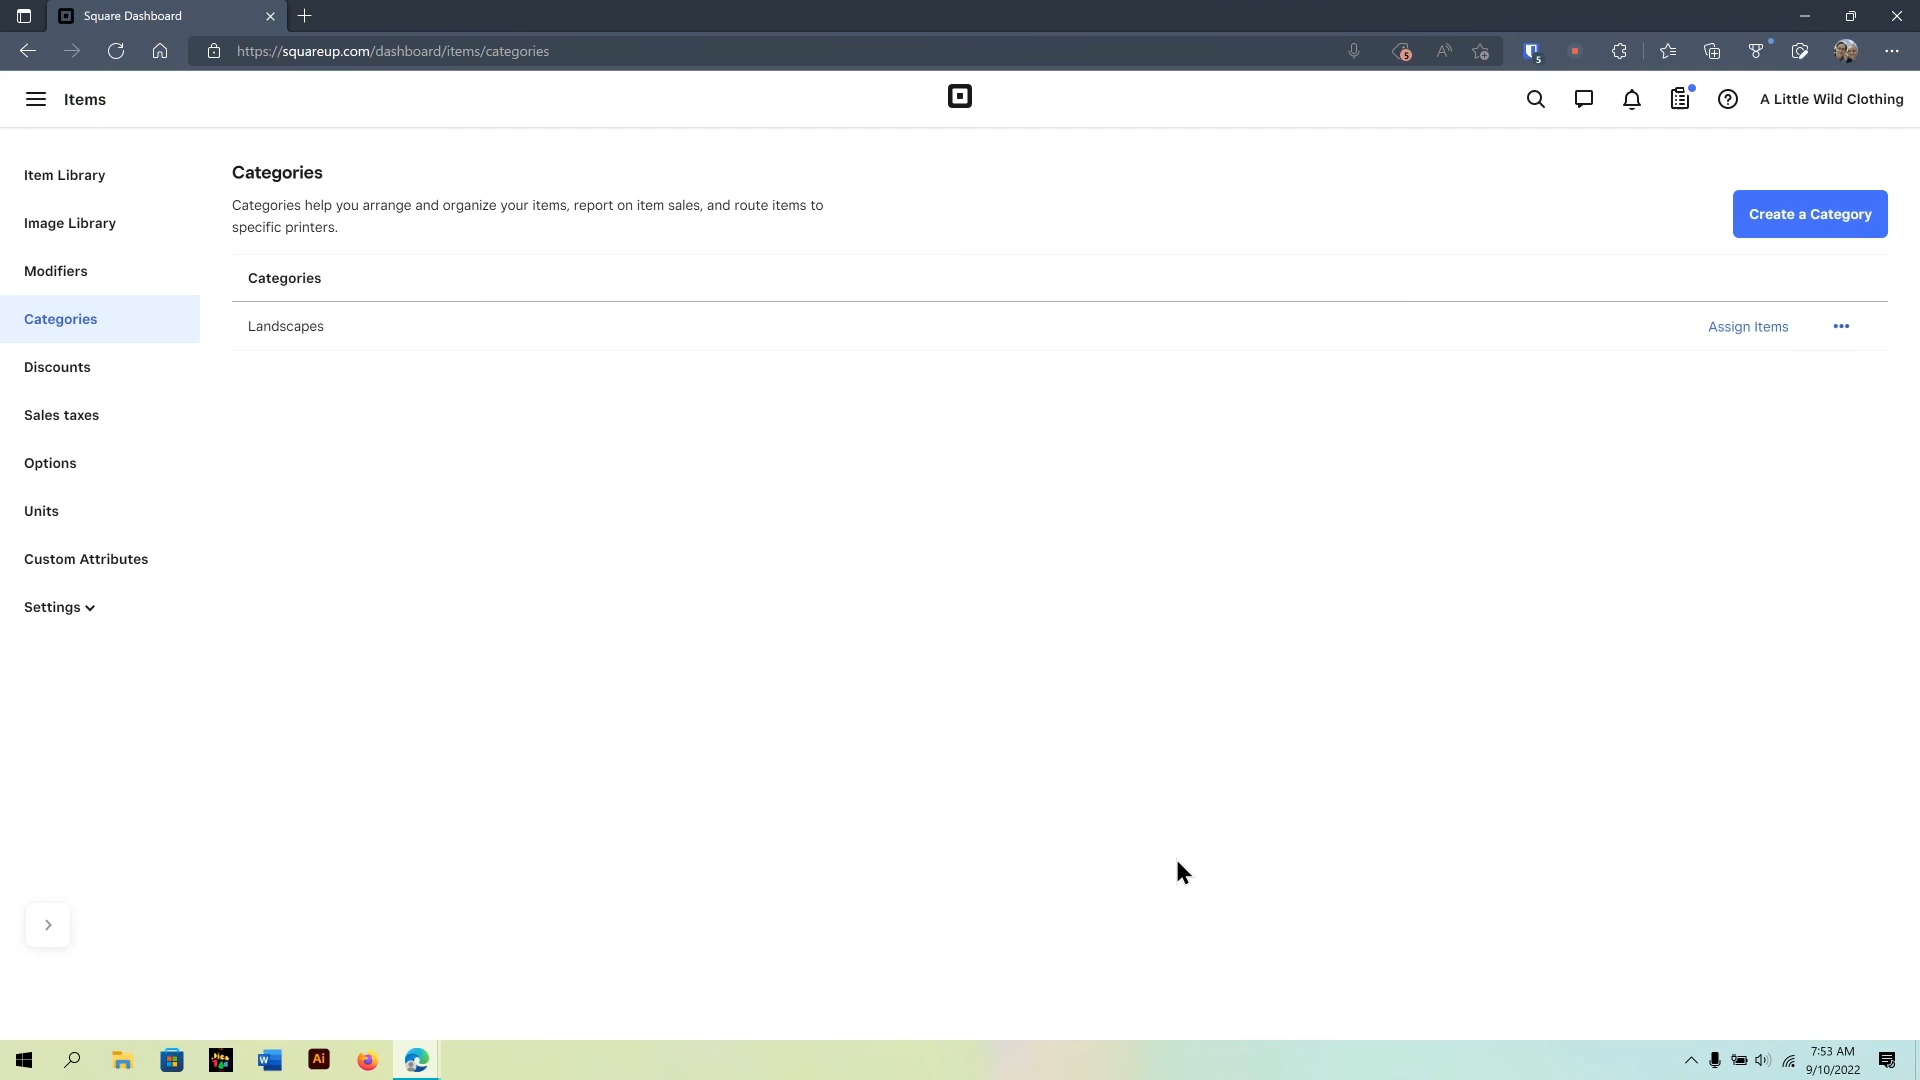 Square Dashboard
https://squareup.com/dashboard/items/categories
5
5
Items
A Little Wild Clothing
Item Library
Image Library
Modifiers
Categories
Discounts
Sales taxes
Options
Units
Custom Attributes
Settings
Categories
Categories help you arrange and organize your items, report on item sales, and route items to
specific printers.
Create a Category
Categories
Landscapes
Assign Items
W
Ai
7:53 AM
9/10/2022